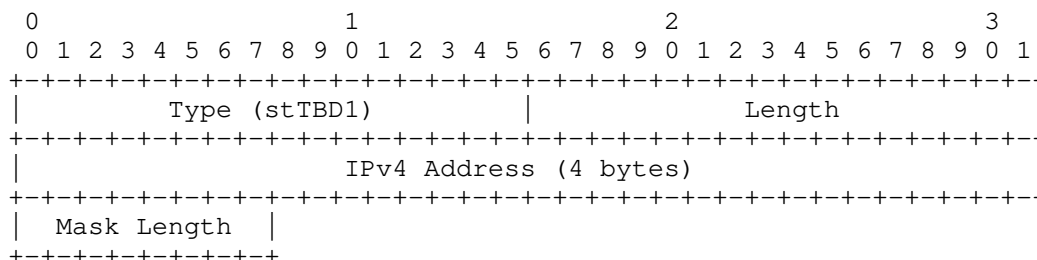 0                   1                   2                   3
 0 1 2 3 4 5 6 7 8 9 0 1 2 3 4 5 6 7 8 9 0 1 2 3 4 5 6 7 8 9 0 1
+-+-+-+-+-+-+-+-+-+-+-+-+-+-+-+-+-+-+-+-+-+-+-+-+-+-+-+-+-+-+-+-
|         Type (stTBD1)         |             Length
+-+-+-+-+-+-+-+-+-+-+-+-+-+-+-+-+-+-+-+-+-+-+-+-+-+-+-+-+-+-+-+-
|                    IPv4 Address (4 bytes)
+-+-+-+-+-+-+-+-+-+-+-+-+-+-+-+-+-+-+-+-+-+-+-+-+-+-+-+-+-+-+-+-
|  Mask Length  |
+-+-+-+-+-+-+-+-+